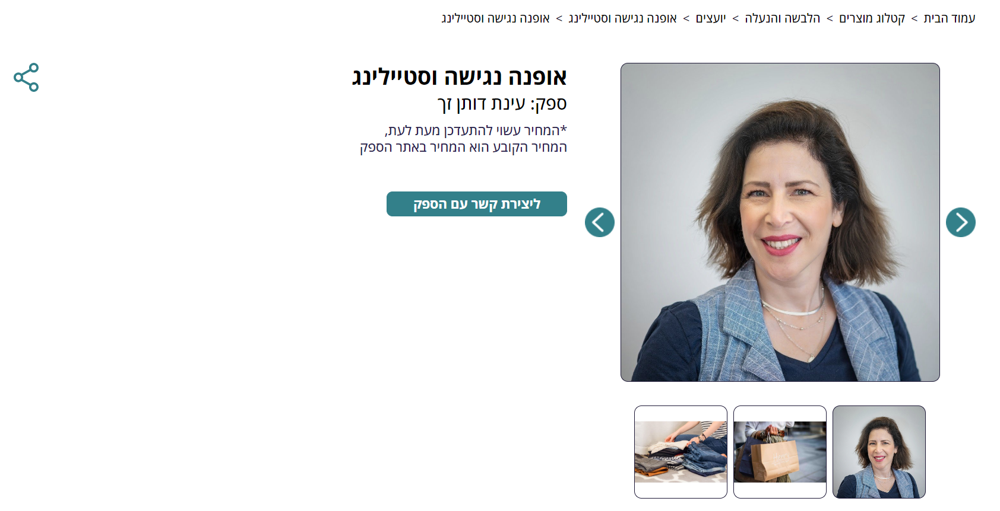 עמוד הבית > קטלוג מוצרים > הלבשה והנעלה > יועצים > אופנה נגישה וסטיילינג > אופנה נגישה וסטיילינג
אופנה נגישה וסטיילינג
ספק: עינת דותן זך
*המחיר עשוי להתעדכן מעת לעת,
המחיר הקובע הוא המחיר באתר הספק
ליצירת קשר עם הספק